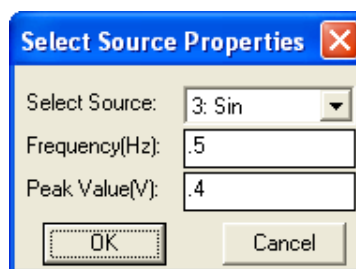 Select Source Properties
Select Source: 3: Sin
Frequency(Hz): .5
Peak Value(V): .4
OK Cancel